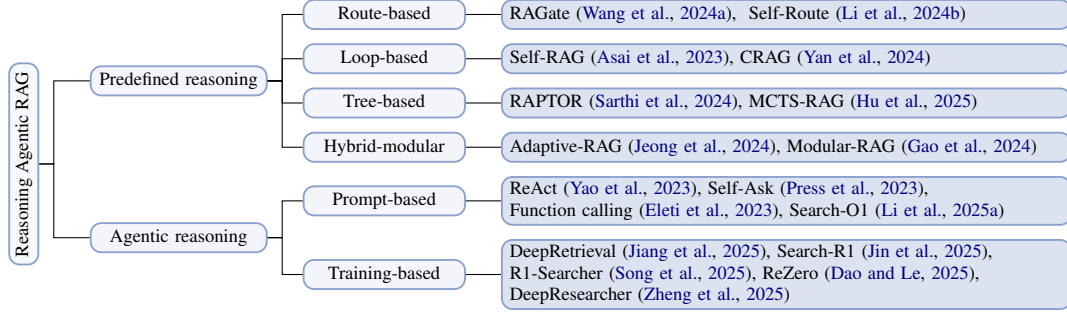 Reasoning Agentic RAG
Predefined reasoning
Route-based
RAGate (Wang et al., 2024a), Self-Route (Li et al., 2024b)
Loop-based
Self-RAG (Asai et al., 2023), CRAG (Yan et al., 2024)
Tree-based
RAPTOR (Sarthi et al., 2024), MCTS-RAG (Hu et al., 2025)
Hybrid-modular
Adaptive-RAG (Jeong et al., 2024), Modular-RAG (Gao et al., 2024)
Agentic reasoning
Prompt-based
ReAct (Yao et al., 2023), Self-Ask (Press et al., 2023),
Function calling (Eleti et al., 2023), Search-O1 (Li et al., 2025a)
Training-based
DeepRetrieval (Jiang et al., 2025), Search-R1 (Jin et al., 2025),
R1-Searcher (Song et al., 2025), ReZero (Dao and Le, 2025),
DeepResearcher (Zheng et al., 2025)